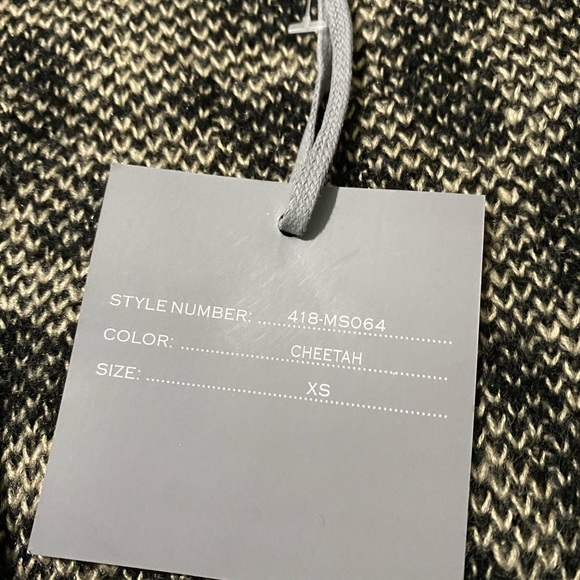 STYLE NUMBER: 418-MS064
COLOR: CHEETAH
SIZE: XS